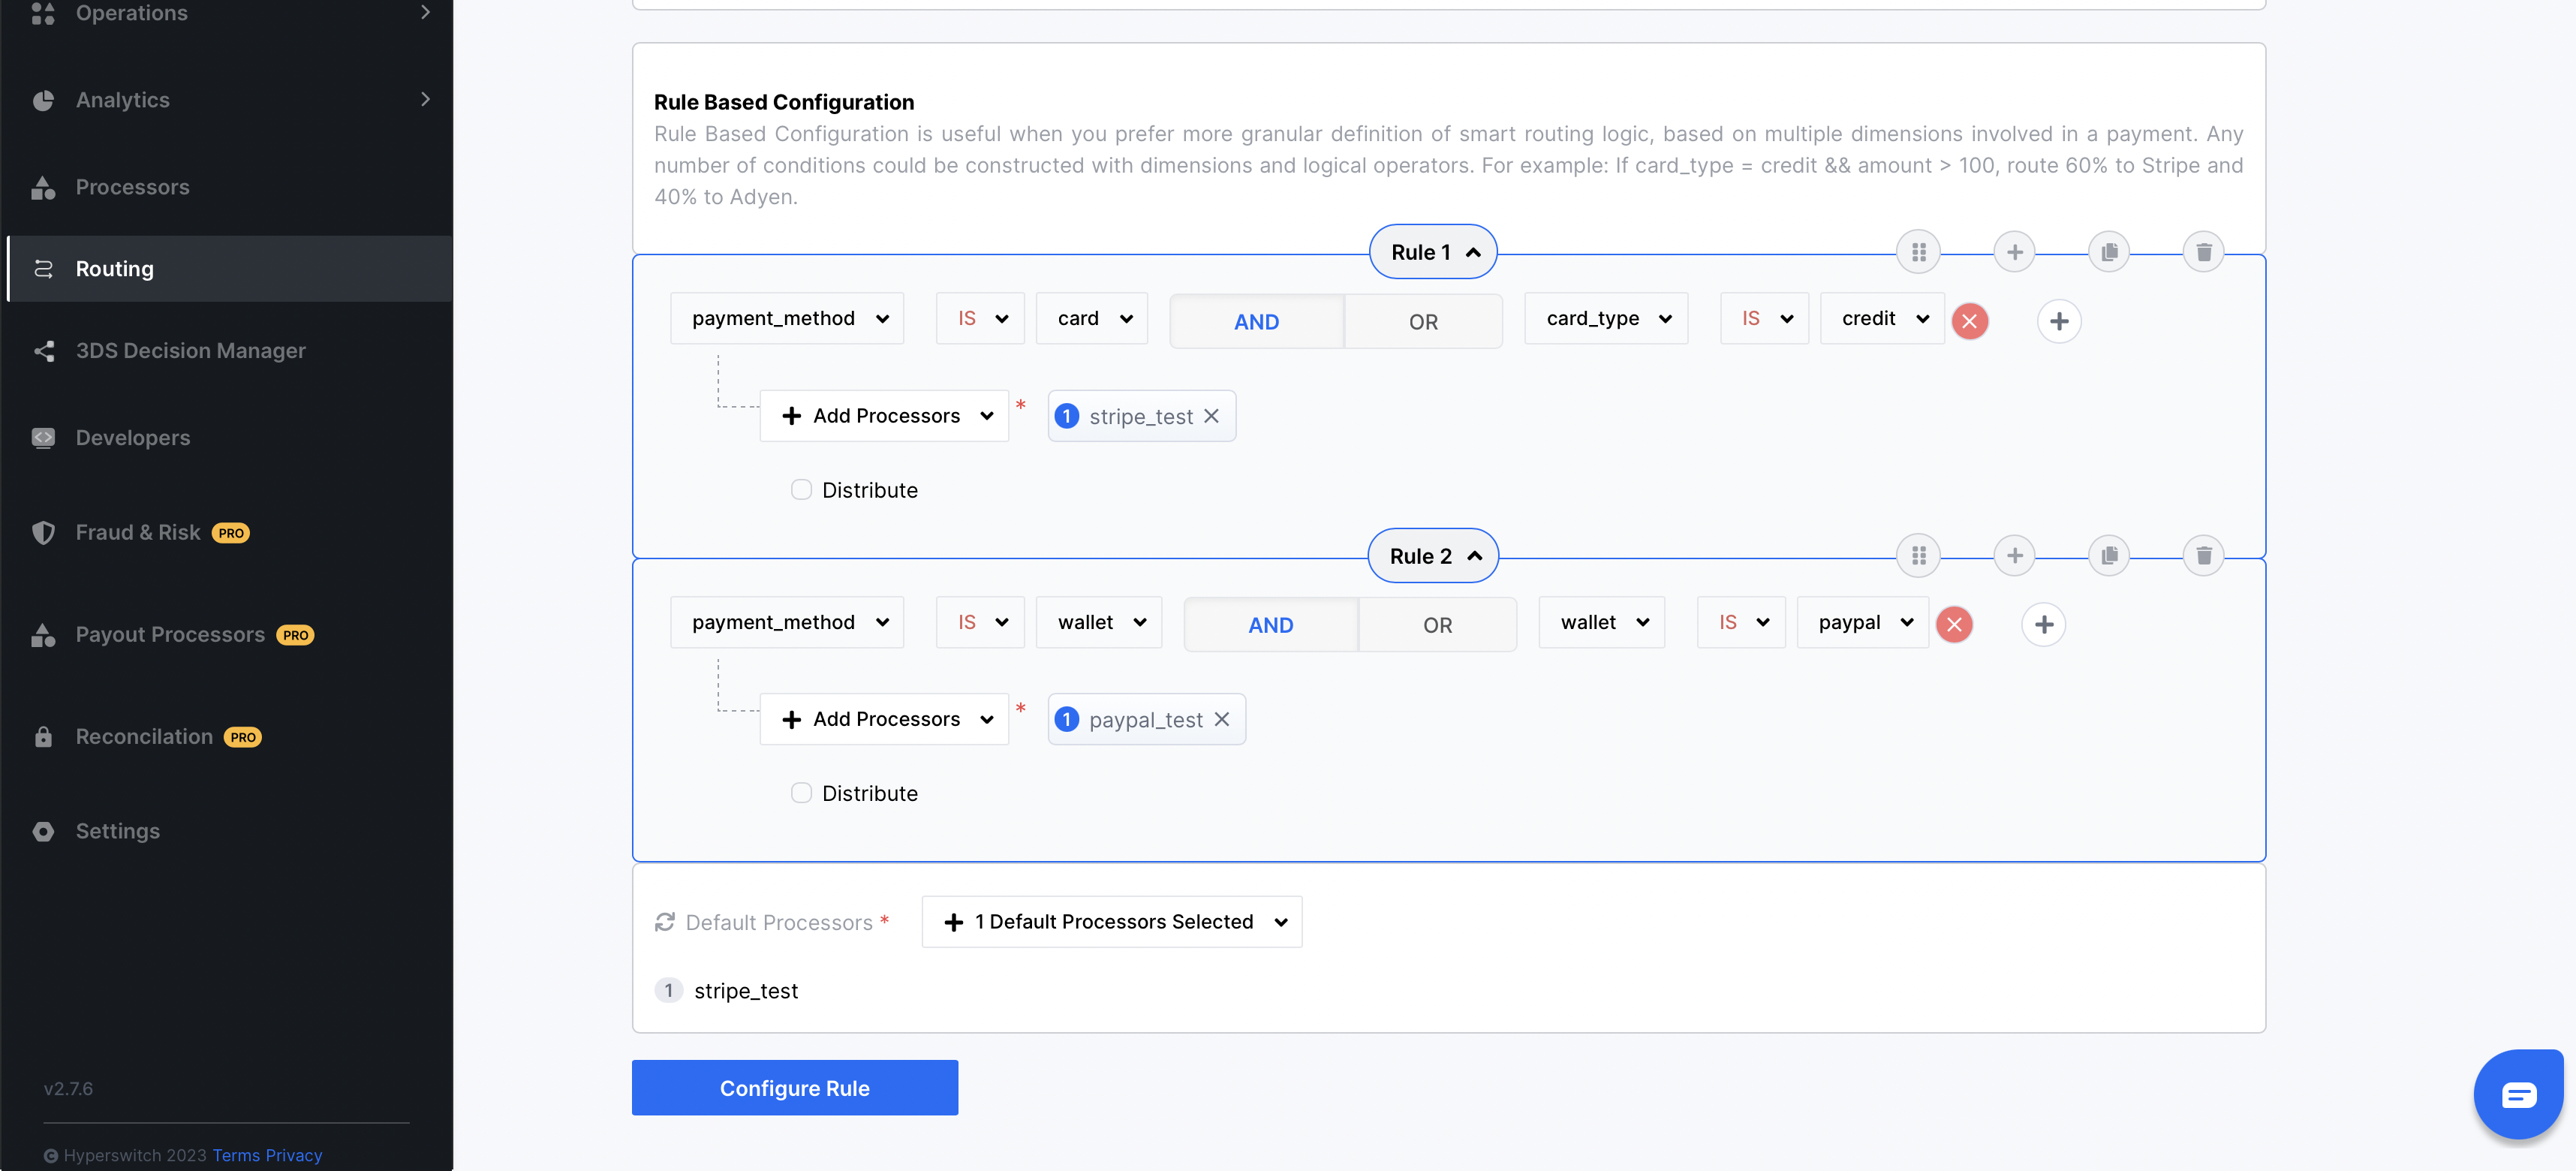 Operations
Analytics
Processors
Routing
3DS Decision Manager
Developers
Fraud & Risk PRO
Payout Processors PRO
Reconcilation PRO
Settings
v2.7.6
© Hyperswitch 2023 Terms Privacy
Rule Based Configuration
Rule Based Configuration is useful when you prefer more granular definition of smart routing logic, based on multiple dimensions involved in a payment. Any
number of conditions could be constructed with dimensions and logical operators. For example: If card_type = credit && amount > 100, route 60% to Stripe and
40% to Adyen.
Rule 1
payment_method IS card AND OR card_type IS credit
Add Processors * 1 stripe_test
Distribute
Rule 2
payment_method IS wallet AND OR wallet IS paypal
Add Processors * 1 paypal_test
Distribute
Default Processors * 1 Default Processors Selected
1 stripe_test
Configure Rule